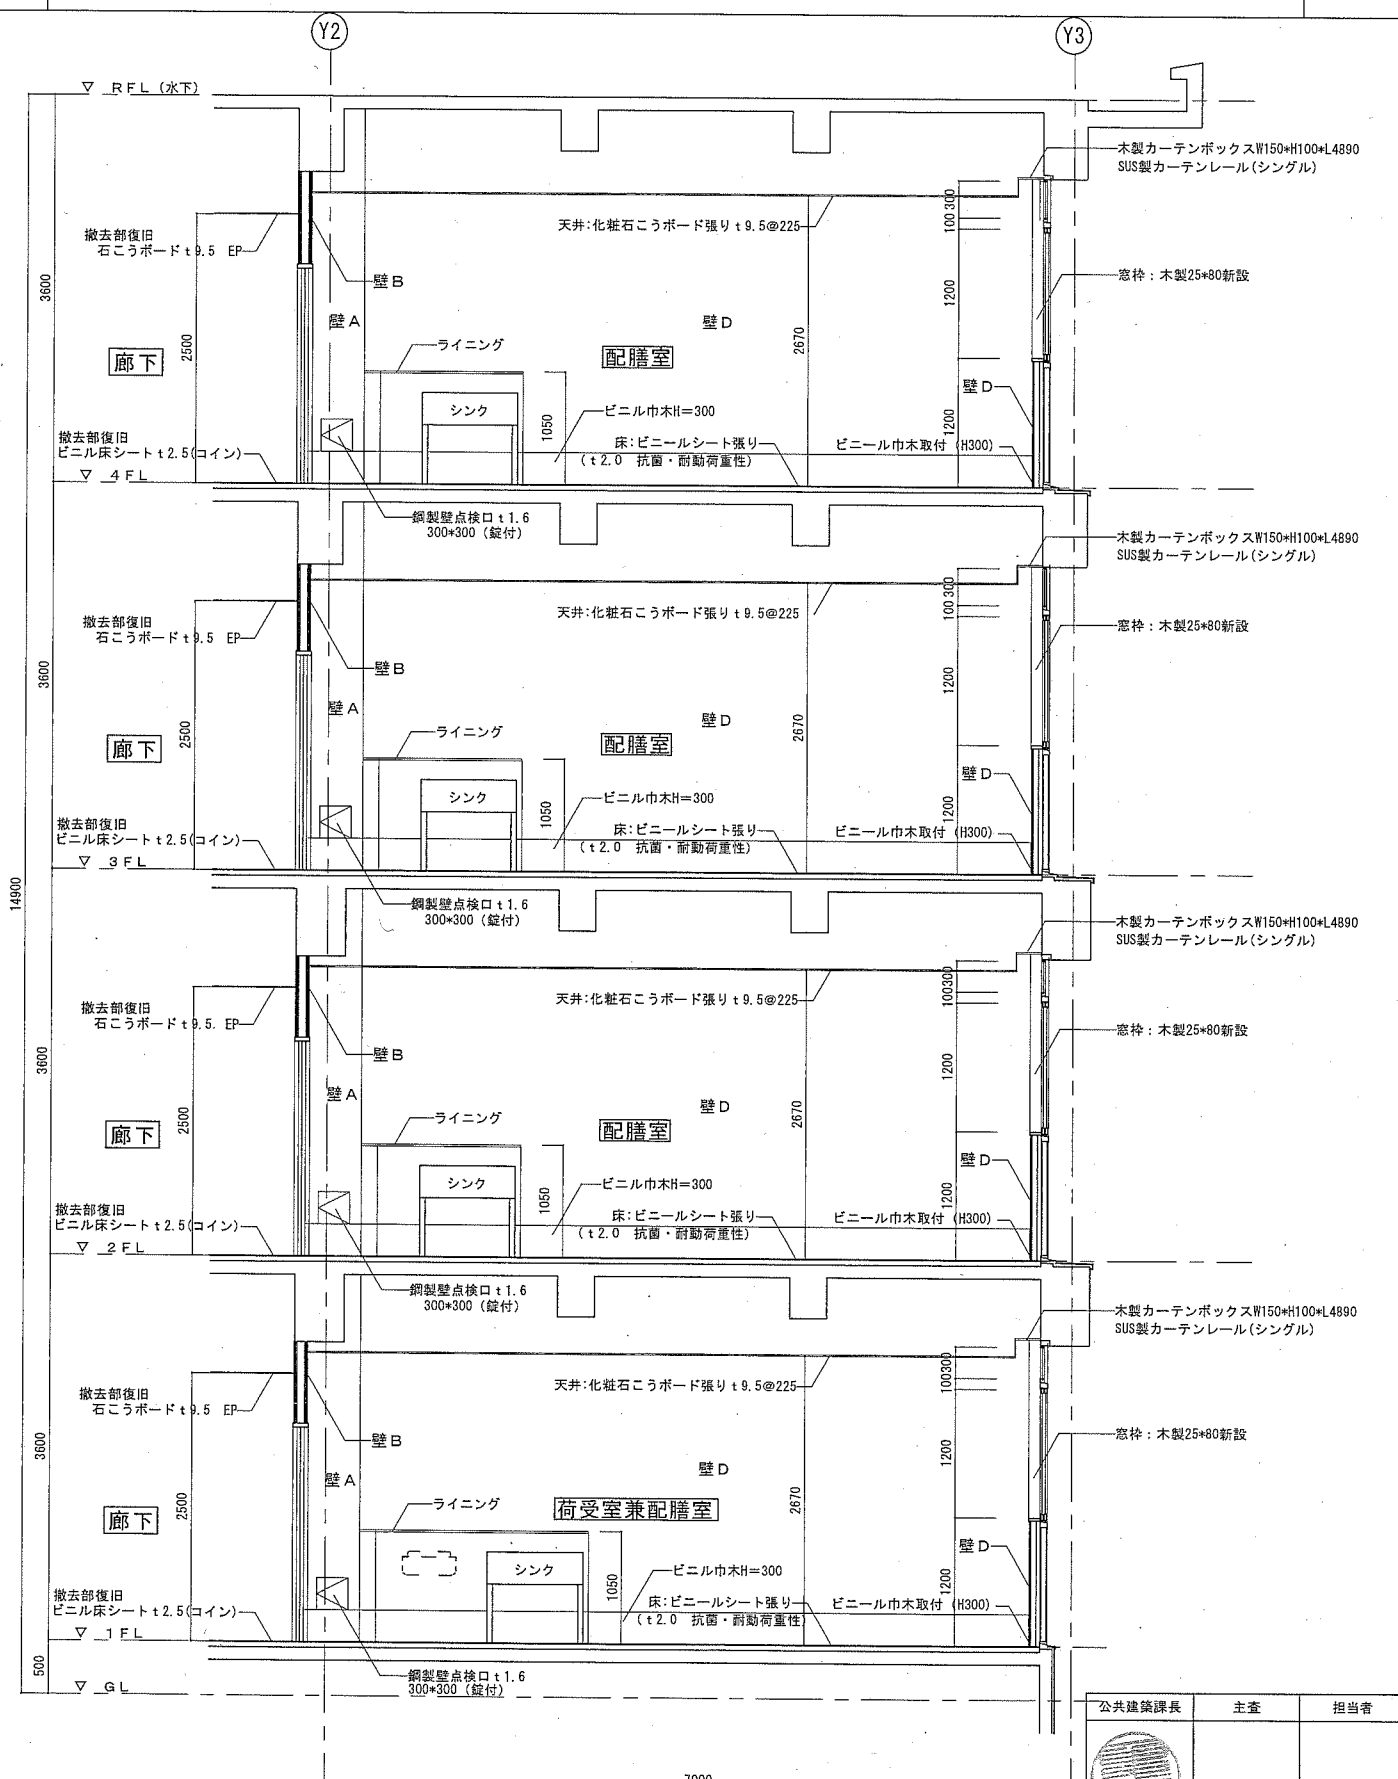 Y2
Y3
▽ RFL (水下)
木製カーテンボックスW150*H100*L4890
SUS製カーテンレール(シングル)
天井:化粧石こうボード張り t9.5@225
100 300
撤去部復旧
石こうボード t9.5 EP
壁B
窓枠：木製25*80新設
3600
1200
壁A
壁D
2670
2500
廊下
ライニング
配膳室
壁D
シンク
1050
ビニル巾木H=300
1200
撤去部復旧
ビニル床シート t2.5(コイン)
床:ビニールシート張り
(t2.0 抗菌・耐動荷重性)
ビニール巾木取付 (H300)
▽ 4FL
鋼製壁点検口 t1.6
300*300 (錠付)
木製カーテンボックスW150*H100*L4890
SUS製カーテンレール(シングル)
天井:化粧石こうボード張り t9.5@225
100 300
撤去部復旧
石こうボード t9.5 EP
壁B
窓枠：木製25*80新設
3600
1200
壁A
壁D
2670
2500
廊下
ライニング
配膳室
壁D
シンク
1050
ビニル巾木H=300
1200
撤去部復旧
ビニル床シート t2.5(コイン)
床:ビニールシート張り
(t2.0 抗菌・耐動荷重性)
ビニール巾木取付 (H300)
▽ 3FL
14900
鋼製壁点検口 t1.6
300*300 (錠付)
木製カーテンボックスW150*H100*L4890
SUS製カーテンレール(シングル)
天井:化粧石こうボード張り t9.5@225
100 300
撤去部復旧
石こうボード t9.5. EP
壁B
窓枠：木製25*80新設
3600
1200
壁A
壁D
2670
2500
廊下
ライニング
配膳室
壁D
シンク
1050
ビニル巾木H=300
1200
撤去部復旧
ビニル床シート t2.5(コイン)
床:ビニールシート張り
(t2.0 抗菌・耐動荷重性)
ビニール巾木取付 (H300)
▽ 2FL
鋼製壁点検口 t1.6
300*300 (錠付)
木製カーテンボックスW150*H100*L4890
SUS製カーテンレール(シングル)
天井:化粧石こうボード張り t9.5@225
100 300
撤去部復旧
石こうボード t9.5 EP
壁B
窓枠：木製25*80新設
3600
1200
壁A
壁D
2670
2500
廊下
ライニング
荷受室兼配膳室
壁D
シンク
1050
ビニル巾木H=300
1200
撤去部復旧
ビニル床シート t2.5(コイン)
床:ビニールシート張り
(t2.0 抗菌・耐動荷重性)
ビニール巾木取付 (H300)
▽ 1FL
500
鋼製壁点検口 t1.6
300*300 (錠付)
▽ GL
公共建築課長
主査
担当者